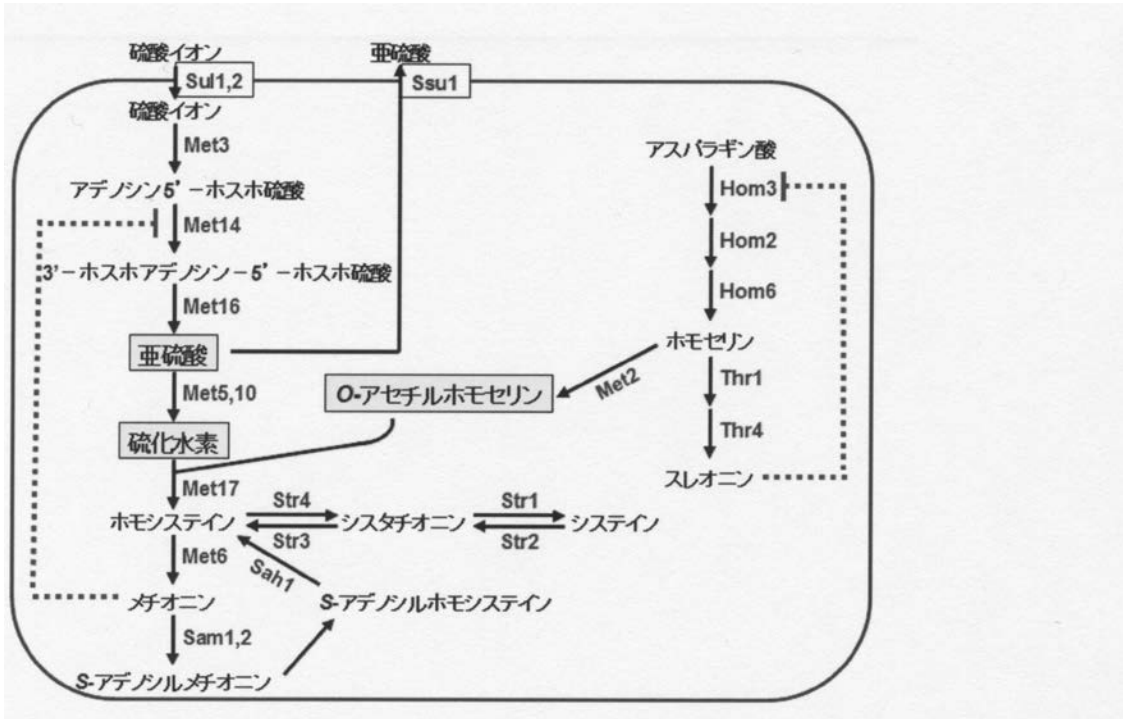 硫酸イオン
亜硫酸
Sul1,2
Ssu1
硫酸イオン
Met3
アデノシン5’－ホスホ硫酸
Met14
3’－ホスホアデノシン－5’－ホスホ硫酸
Met16
亜硫酸
Met5,10
硫化水素
Met17
ホモシステイン
Str4
Str3
シスタチオニン
Str1
Str2
システイン
Met6
Sah1
メチオニン
S-アデノシルホモシステイン
Sam1,2
S-アデノシルメチオニン
アスパラギン酸
Hom3
Hom2
Hom6
ホモセリン
Met2
O-アセチルホモセリン
Thr1
Thr4
スレオニン